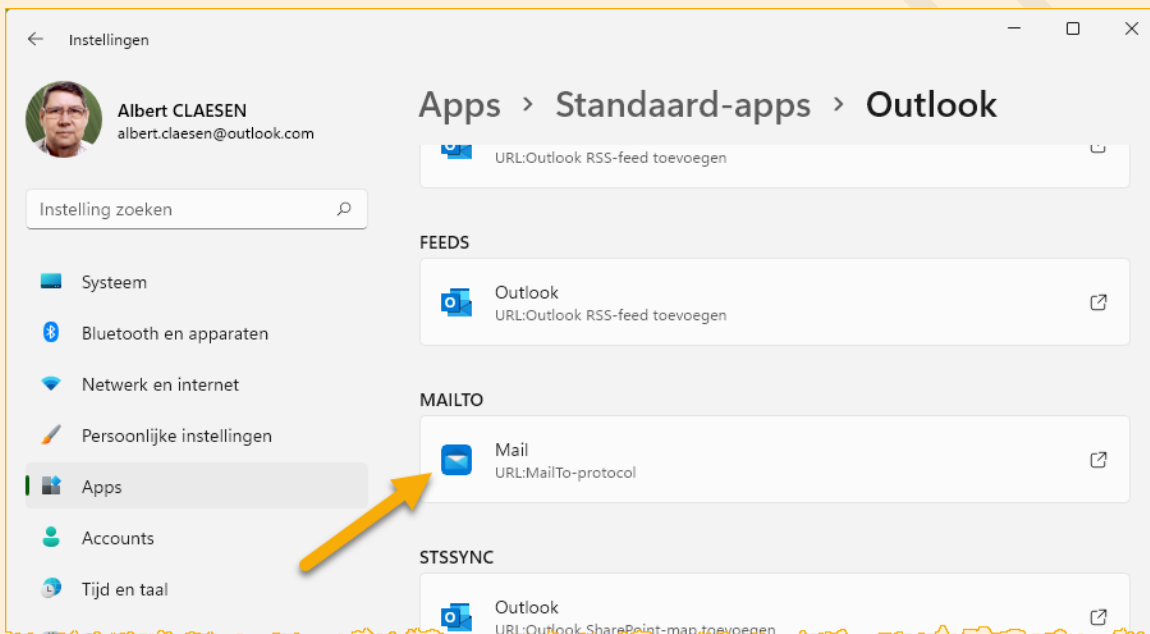 Instellingen
Albert CLAESEN
albert.claesen@outlook.com
Instelling zoeken
Systeem
Bluetooth en apparaten
Netwerk en internet
Persoonlijke instellingen
Apps
Accounts
Tijd en taal
Apps > Standaard-apps > Outlook
URL:Outlook RSS-feed toevoegen
FEEDS
Outlook
URL:Outlook RSS-feed toevoegen
MAILTO
Mail
URL:MailTo-protocol
STSSYNC
Outlook
URL:Outlook SharePoint-map toevoegen